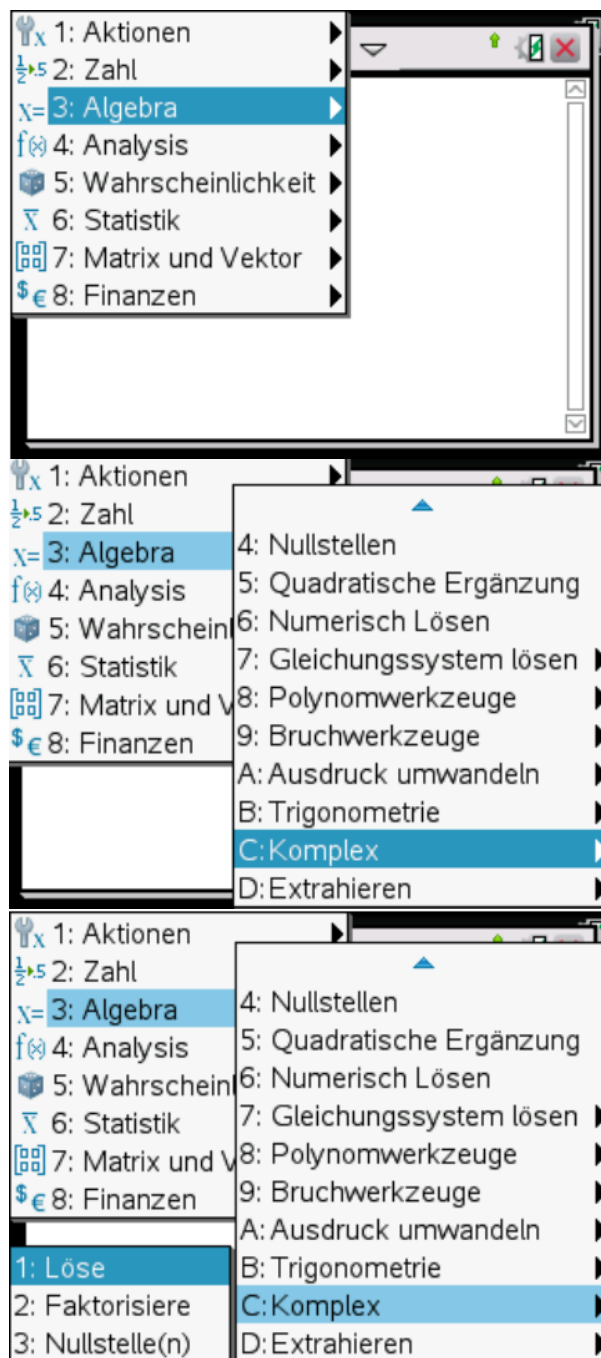 1: Aktionen
2: Zahl
3: Algebra
4: Analysis
5: Wahrscheinlichkeit
6: Statistik
7: Matrix und Vektor
8: Finanzen
1: Aktionen
2: Zahl
3: Algebra
4: Analysis
5: Wahrscheinl
6: Statistik
7: Matrix und V
8: Finanzen
4: Nullstellen
5: Quadratische Ergänzung
6: Numerisch Lösen
7: Gleichungssystem lösen
8: Polynomwerkzeuge
9: Bruchwerkzeuge
A: Ausdruck umwandeln
B: Trigonometrie
C: Komplex
D: Extrahieren
1: Aktionen
2: Zahl
3: Algebra
4: Analysis
5: Wahrscheinl
6: Statistik
7: Matrix und V
8: Finanzen
4: Nullstellen
5: Quadratische Ergänzung
6: Numerisch Lösen
7: Gleichungssystem lösen
8: Polynomwerkzeuge
9: Bruchwerkzeuge
A: Ausdruck umwandeln
B: Trigonometrie
C: Komplex
D: Extrahieren
1: Löse
2: Faktorisiere
3: Nullstelle(n)